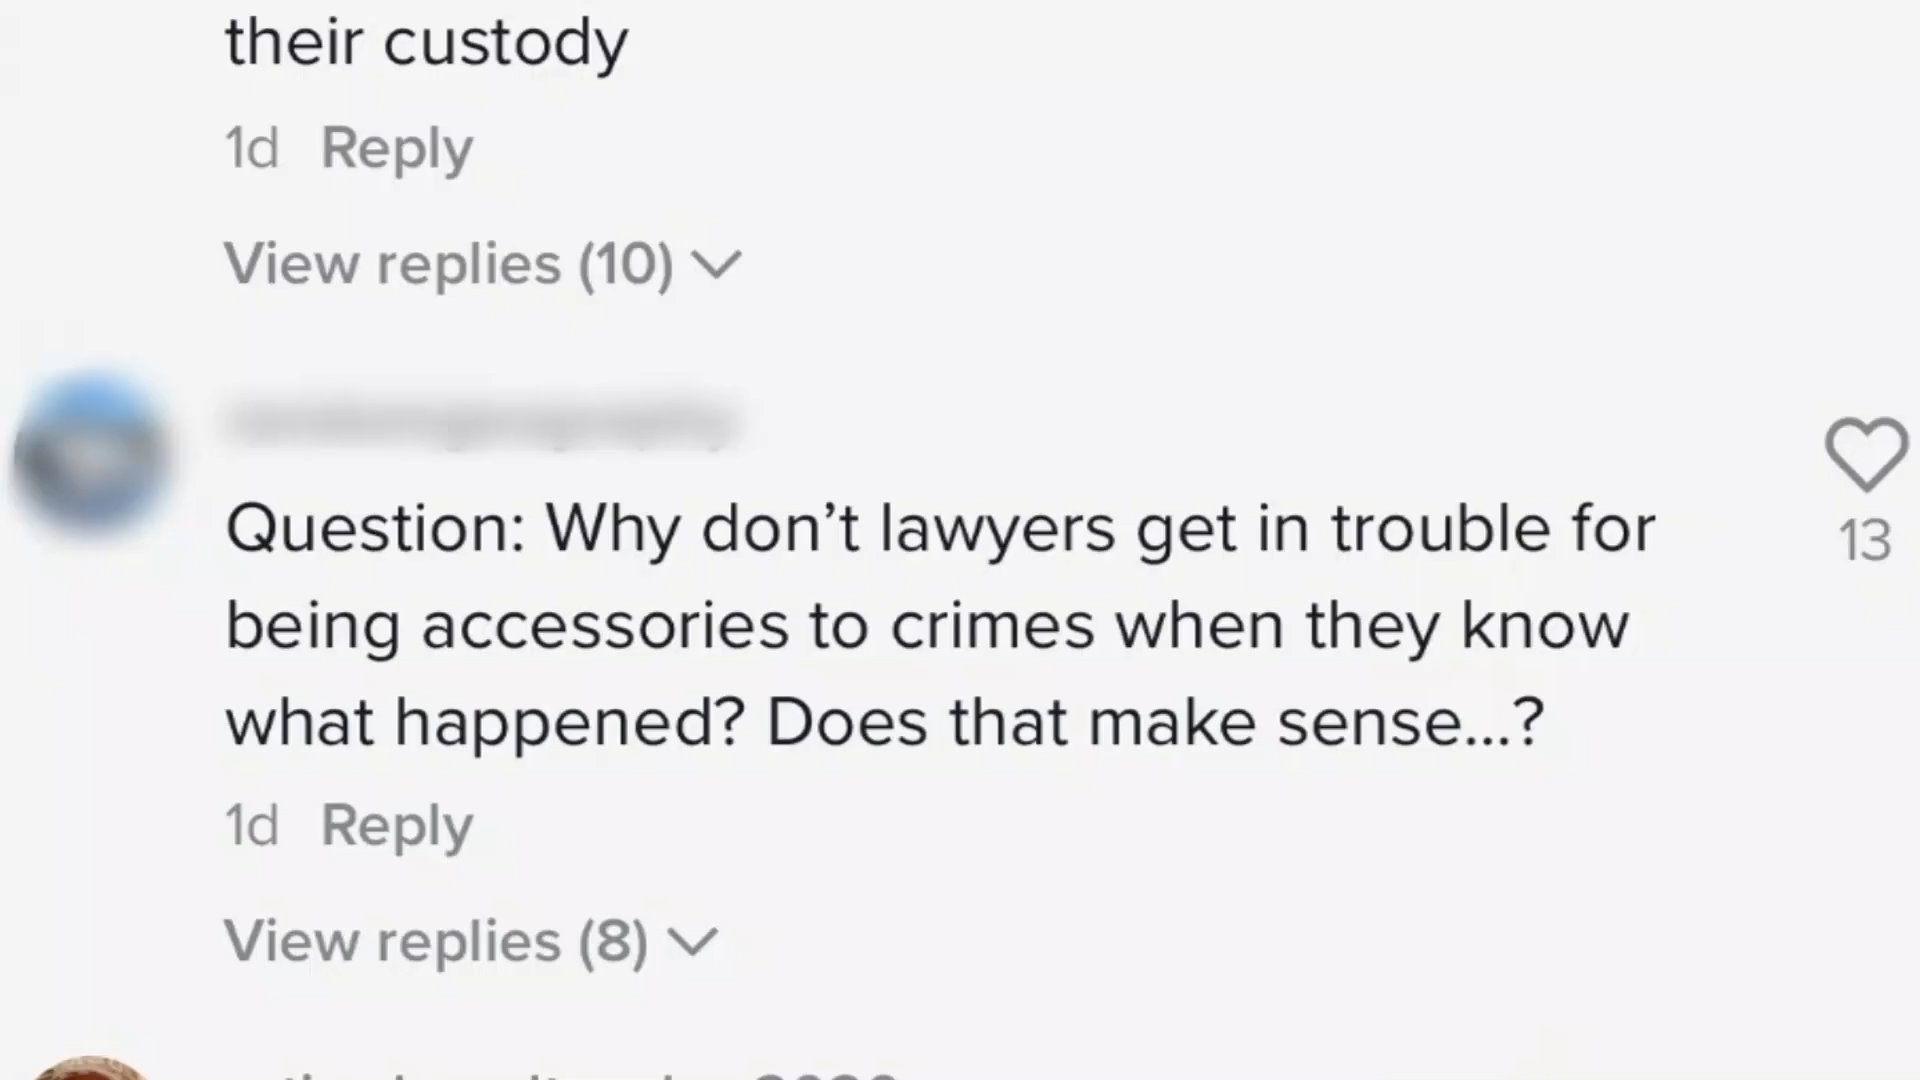 their custody
1d Reply
View replies (10)
Question: Why don’t lawyers get in trouble for
being accessories to crimes when they know
what happened? Does that make sense...?
13
1d Reply
View replies (8)